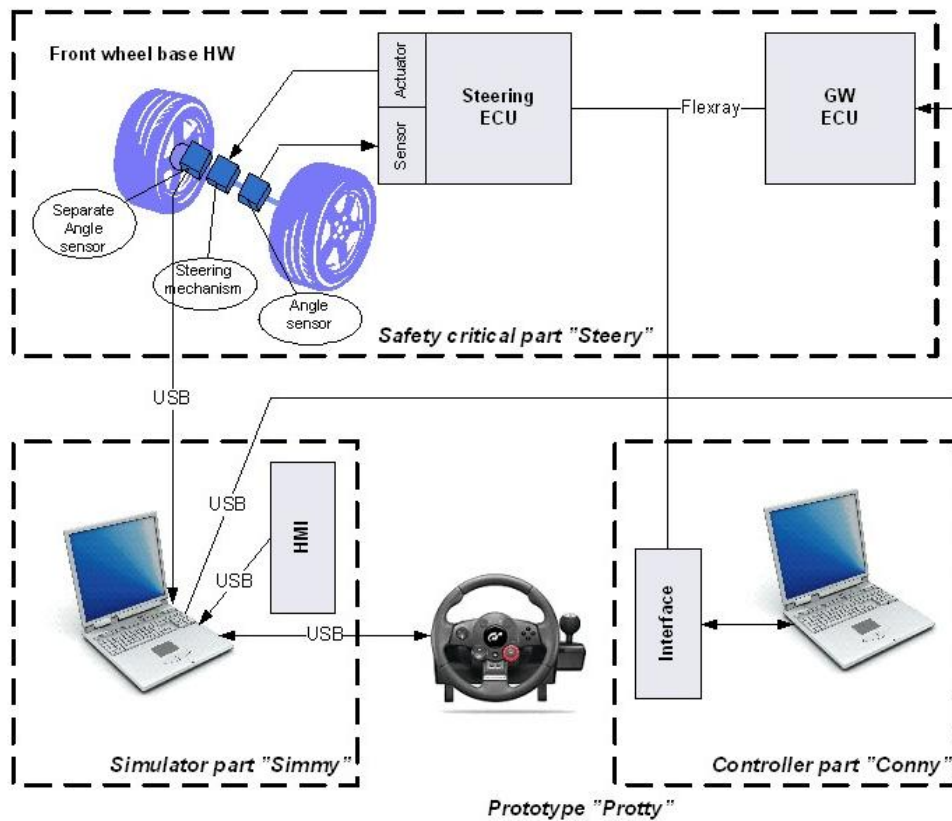 Front wheel base HW
Actuator
Sensor
Steering
ECU
Flexray
GW
ECU
Separate
Angle
sensor
Steering
mechanism
Angle
sensor
Safety critical part "Steery"
USB
USB
HMI
USB
USB
Interface
Simulator part "Simmy"
Controller part "Conny"
Prototype "Protty"